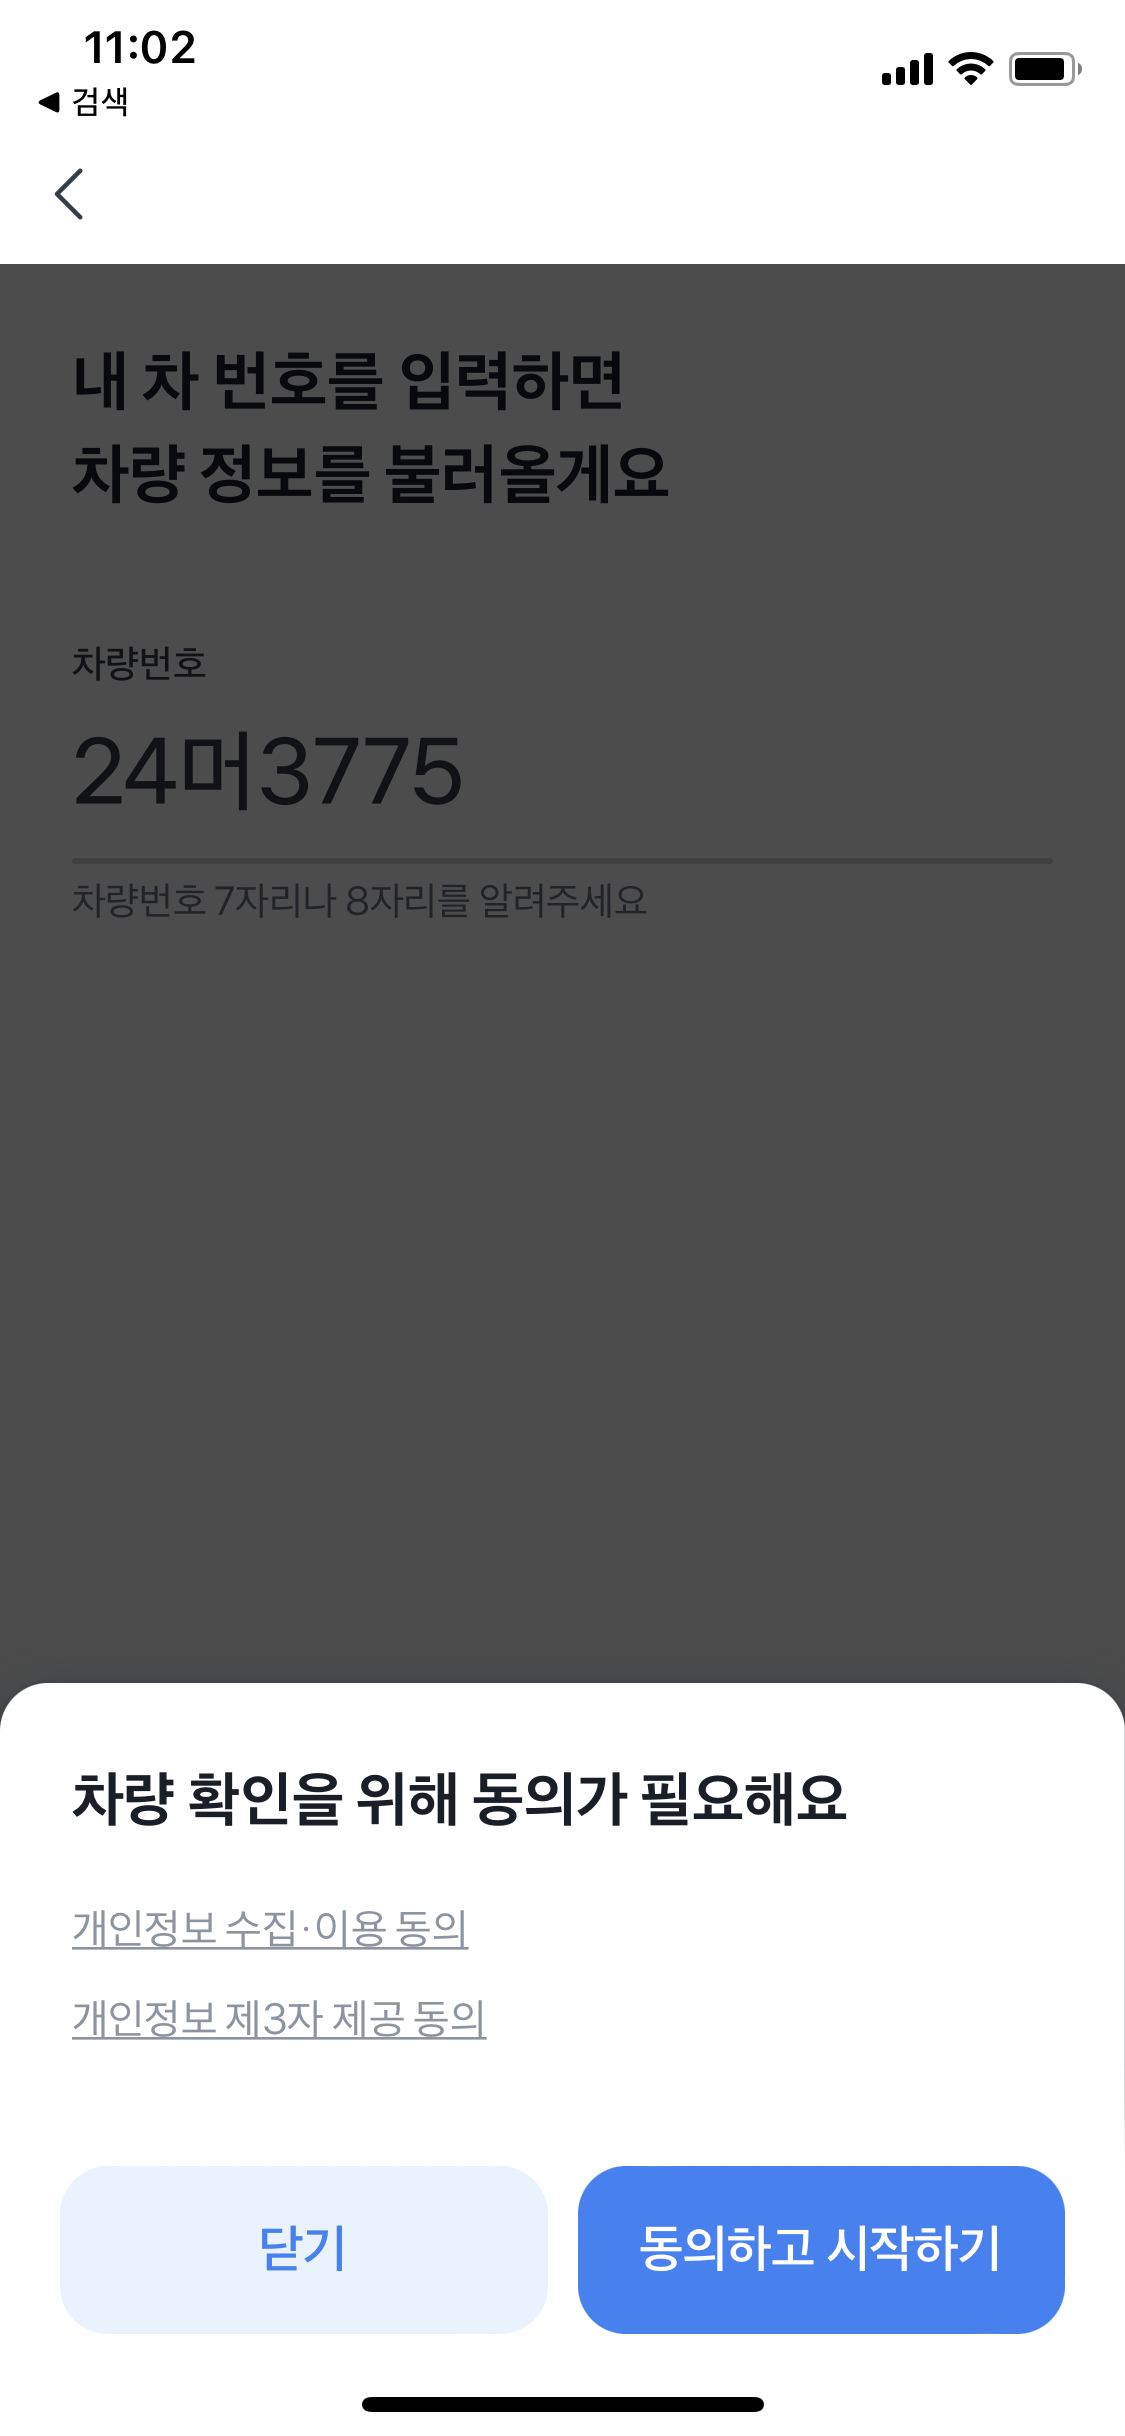 11:02
◀ 검색
내 차 번호를 입력하면
차량 정보를 불러올게요
차량번호
24머3775
차량번호 7자리나 8자리를 알려주세요
차량 확인을 위해 동의가 필요해요
개인정보 수집·이용 동의
개인정보 제3자 제공 동의
닫기
동의하고 시작하기